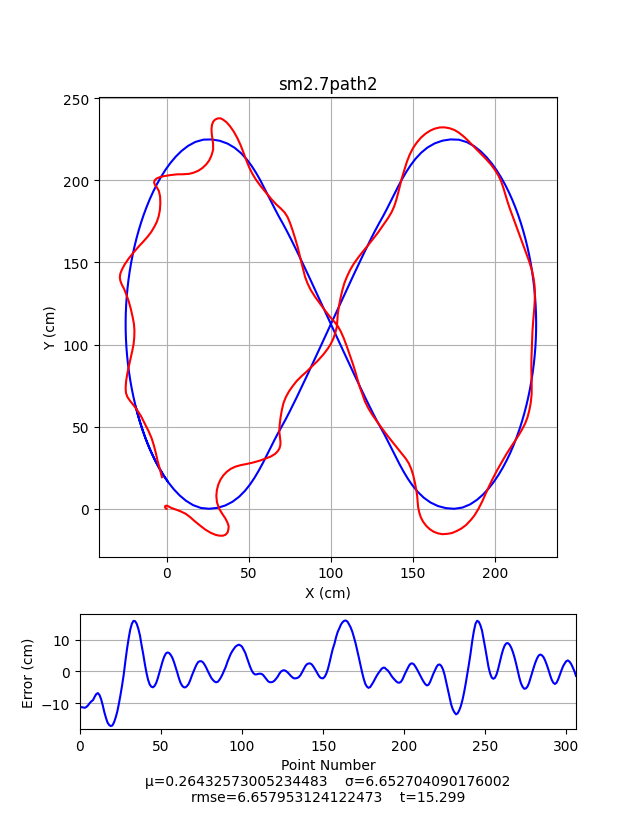 sm2.7path2
250
200
150
100
50
0
Y (cm)
0 50 100 150 200
X (cm)
10
0
−10
Error (cm)
0 50 100 150 200 250 300
Point Number
μ=0.26432573005234483 σ=6.652704090176002
rmse=6.657953124122473 t=15.299